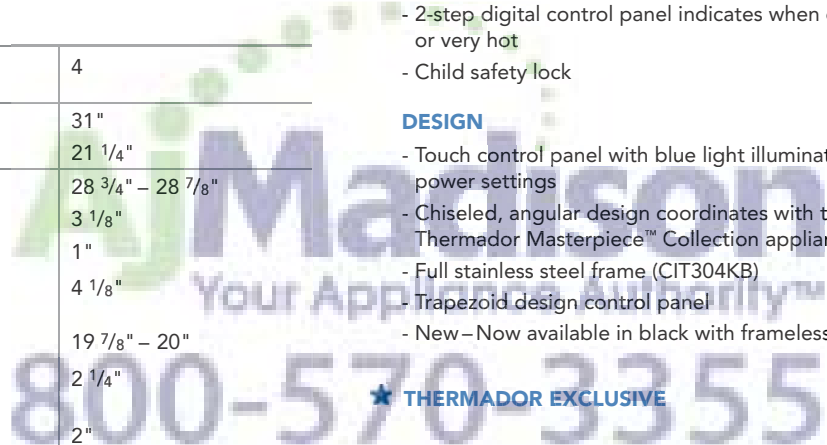 4
31"
21 1/4"
28 3/4" – 28 7/8"
3 1/8"
1"
4 1/8"
19 7/8" – 20"
2 1/4"
2"
- 2-step digital control panel indicates when
or very hot
- Child safety lock
DESIGN
- Touch control panel with blue light
power settings
- Chiseled, angular design coordinates with
Thermador Masterpiece™ Collection
- Full stainless steel frame (CIT304KB)
- Trapezoid design control panel
- New–Now available in black with frameless
THERMADOR EXCLUSIVE
AjMadison
Your Appliance Authority™
800-570-3355